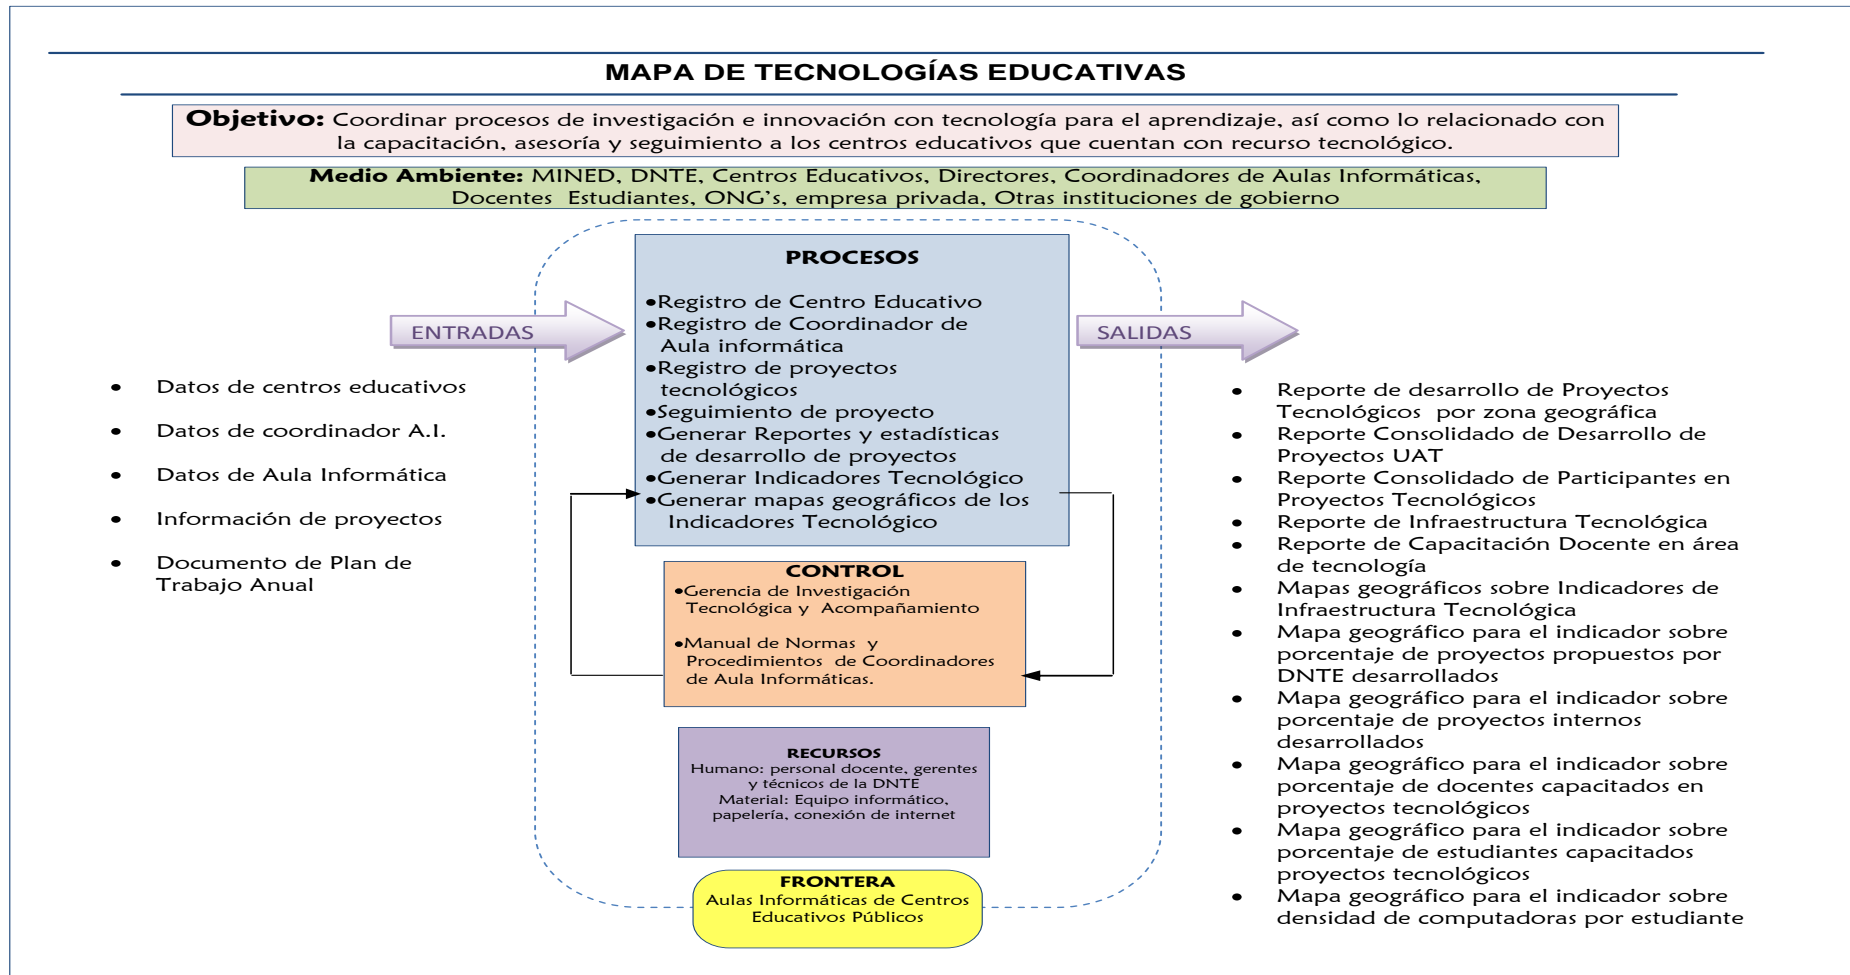 MAPA DE TECNOLOGÍAS EDUCATIVAS
Objetivo: Coordinar procesos de investigación e innovación con tecnología para el aprendizaje, así como lo relacionado con
la capacitación, asesoría y seguimiento a los centros educativos que cuentan con recurso tecnológico.
Medio Ambiente: MINED, DNTE, Centros Educativos, Directores, Coordinadores de Aulas Informáticas,
Docentes Estudiantes, ONG's, empresa privada, Otras instituciones de gobierno
ENTRADAS
• Datos de centros educativos
• Datos de coordinador A.I.
• Datos de Aula Informática
• Información de proyectos
• Documento de Plan de
Trabajo Anual
PROCESOS
•Registro de Centro Educativo
•Registro de Coordinador de
Aula informática
•Registro de proyectos
tecnológicos
•Seguimiento de proyecto
•Generar Reportes y estadísticas
de desarrollo de proyectos
•Generar Indicadores Tecnológico
•Generar mapas geográficos de los
Indicadores Tecnológico
CONTROL
•Gerencia de Investigación
Tecnológica y Acompañamiento
•Manual de Normas y
Procedimientos de Coordinadores
de Aula Informáticas.
RECURSOS
Humano: personal docente, gerentes
y técnicos de la DNTE
Material: Equipo informático,
papelería, conexión de internet
FRONTERA
Aulas Informáticas de Centros
Educativos Públicos
SALIDAS
• Reporte de desarrollo de Proyectos
Tecnológicos por zona geográfica
• Reporte Consolidado de Desarrollo de
Proyectos UAT
• Reporte Consolidado de Participantes en
Proyectos Tecnológicos
• Reporte de Infraestructura Tecnológica
• Reporte de Capacitación Docente en área
de tecnología
• Mapas geográficos sobre Indicadores de
Infraestructura Tecnológica
• Mapa geográfico para el indicador sobre
porcentaje de proyectos propuestos por
DNTE desarrollados
• Mapa geográfico para el indicador sobre
porcentaje de proyectos internos
desarrollados
• Mapa geográfico para el indicador sobre
porcentaje de docentes capacitados en
proyectos tecnológicos
• Mapa geográfico para el indicador sobre
porcentaje de estudiantes capacitados
proyectos tecnológicos
• Mapa geográfico para el indicador sobre
densidad de computadoras por estudiante